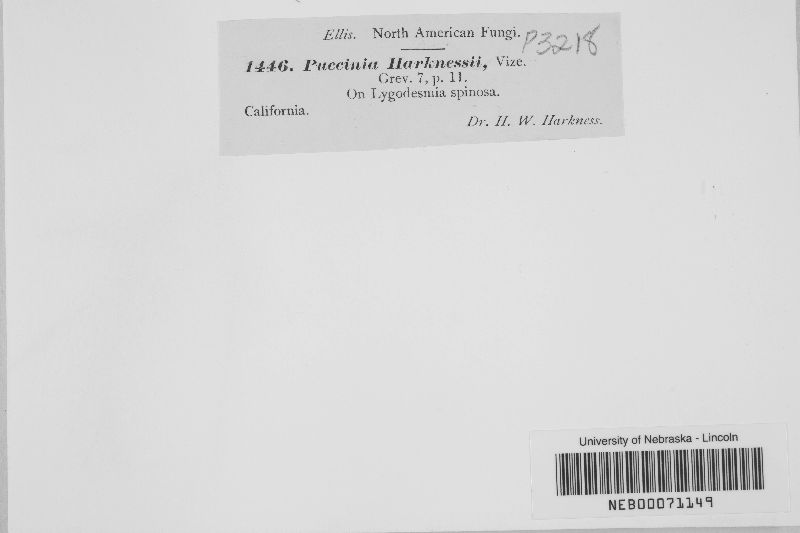 Ellis. North American Fungi. P3218
1446. Puccinia Harknessii, Vize.
Grev. 7, p. 11.
On Lygodesmia spinosa.
California.
Dr. H. W. Harkness.
University of Nebraska - Lincoln
NEB00071149